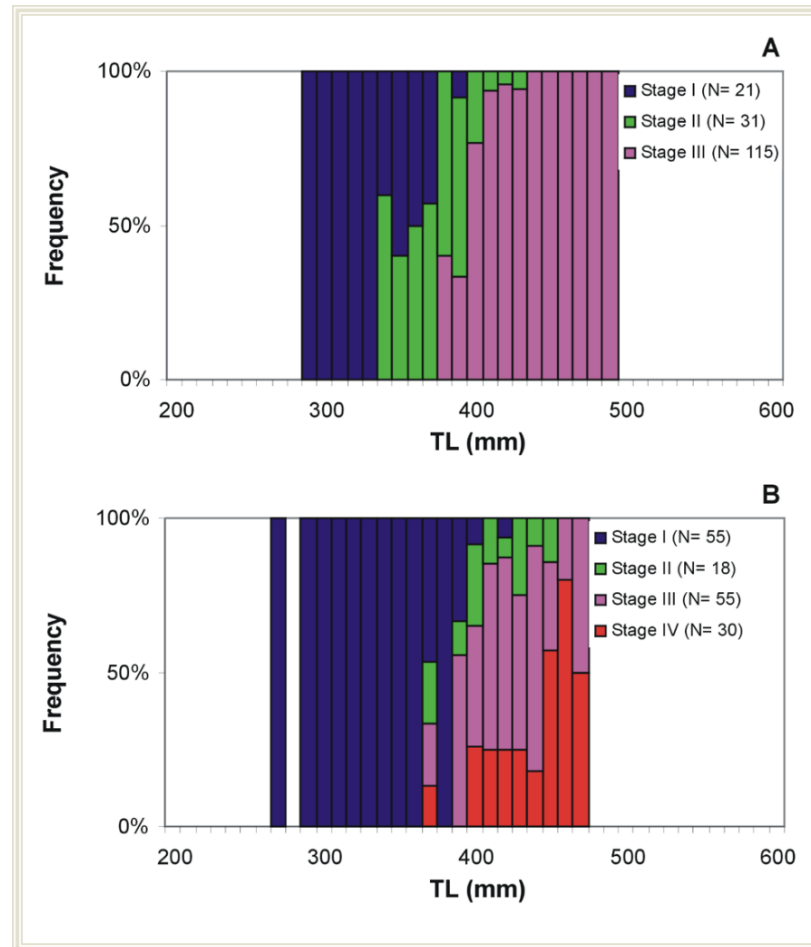 A
100%
50%
0%
Frequency
Stage I (N= 21)
Stage II (N= 31)
Stage III (N= 115)
200 300 400 500 600
TL (mm)
B
100%
50%
0%
Frequency
Stage I (N= 55)
Stage II (N= 18)
Stage III (N= 55)
Stage IV (N= 30)
200 300 400 500 600
TL (mm)